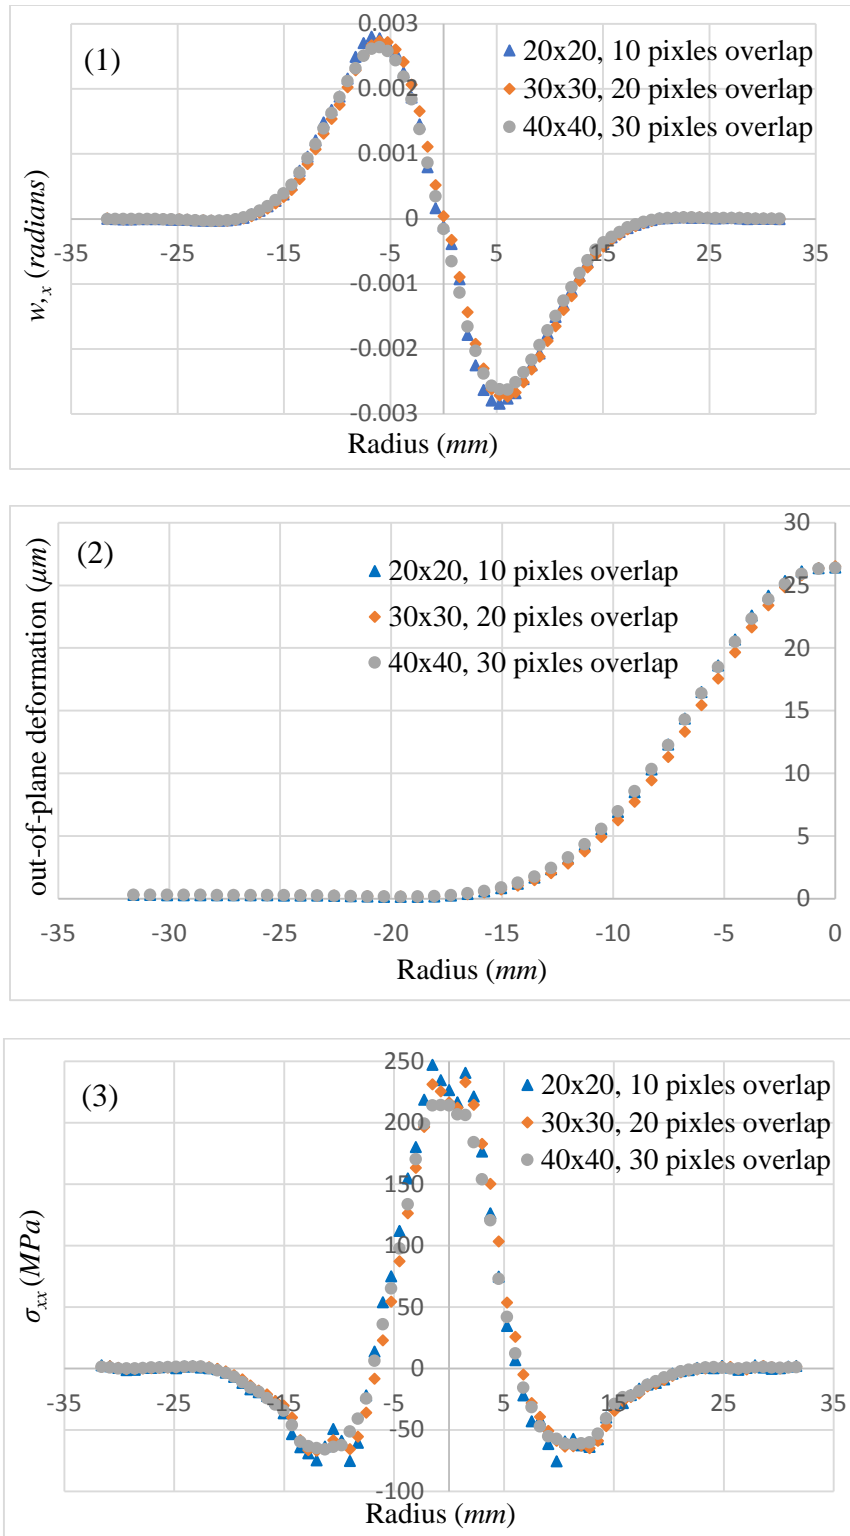 0.003
(1)
20x20, 10 pixles overlap
0.002
30x30, 20 pixles overlap
0.001
40x40, 30 pixles overlap
w,x (radians)
0
-35 -25 -15 -5 5 15 25 35
-0.001
-0.002
-0.003
Radius (mm)
30
(2)
20x20, 10 pixles overlap
25
30x30, 20 pixles overlap
40x40, 30 pixles overlap
20
out-of-plane deformation (μm)
15
10
5
0
-35 -30 -25 -20 -15 -10 -5 0
Radius (mm)
250
(3)
20x20, 10 pixles overlap
200
30x30, 20 pixles overlap
40x40, 30 pixles overlap
150
100
σxx (MPa)
50
0
-35 -25 -15 -5 5 15 25 35
-50
-100
Radius (mm)